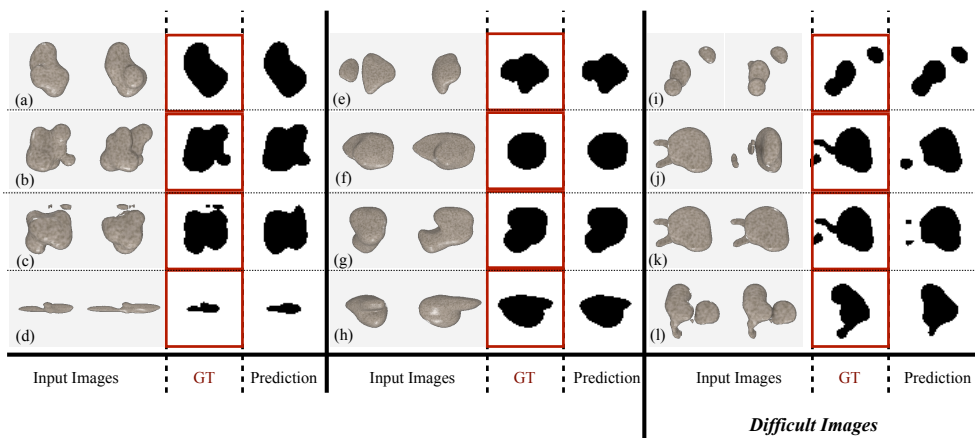 (a)
(b)
(c)
(d)
Input Images GT Prediction
(e)
(f)
(g)
(h)
Input Images GT Prediction
(i)
(j)
(k)
(l)
Input Images GT Prediction
Difficult Images